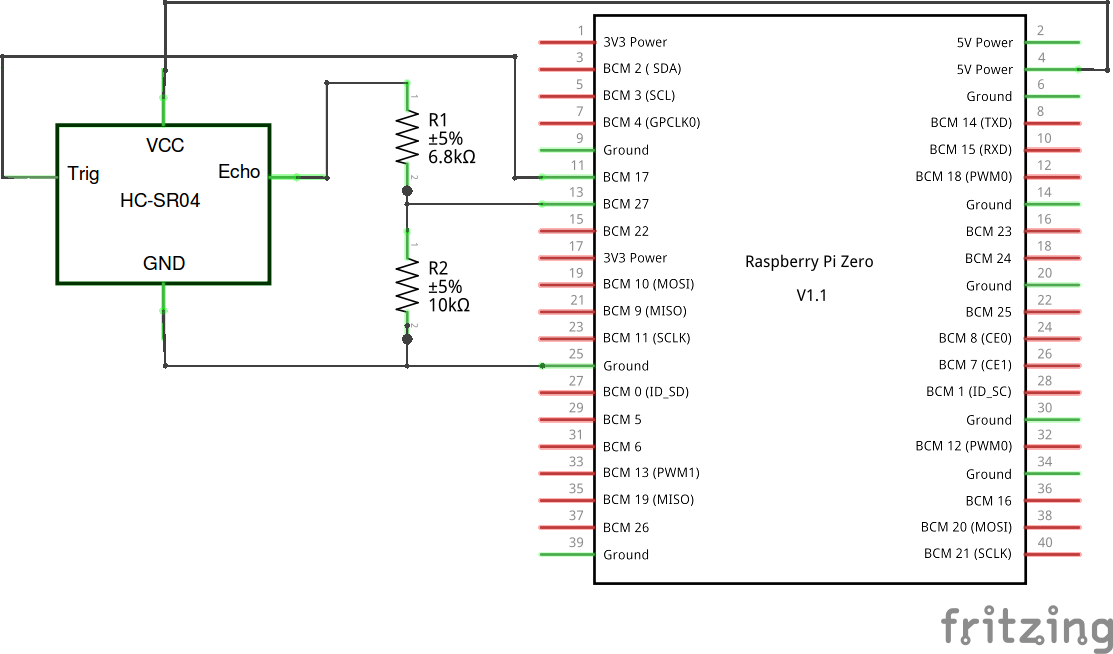 VCC
Trig
Echo
HC-SR04
GND
1
R1
±5%
6.8kΩ
2
1
R2
±5%
10kΩ
2
1 3V3 Power
3 BCM 2 ( SDA)
5 BCM 3 (SCL)
7 BCM 4 (GPCLK0)
9 Ground
11 BCM 17
13 BCM 27
15 BCM 22
17 3V3 Power
19 BCM 10 (MOSI)
21 BCM 9 (MISO)
23 BCM 11 (SCLK)
25 Ground
27 BCM 0 (ID_SD)
29 BCM 5
31 BCM 6
33 BCM 13 (PWM1)
35 BCM 19 (MISO)
37 BCM 26
39 Ground
Raspberry Pi Zero
V1.1
5V Power 2
5V Power 4
Ground 6
BCM 14 (TXD) 8
BCM 15 (RXD) 10
BCM 18 (PWM0) 12
Ground 14
BCM 23 16
BCM 24 18
Ground 20
BCM 25 22
BCM 8 (CE0) 24
BCM 7 (CE1) 26
BCM 1 (ID_SC) 28
Ground 30
BCM 12 (PWM0) 32
Ground 34
BCM 16 36
BCM 20 (MOSI) 38
BCM 21 (SCLK) 40
fritzing